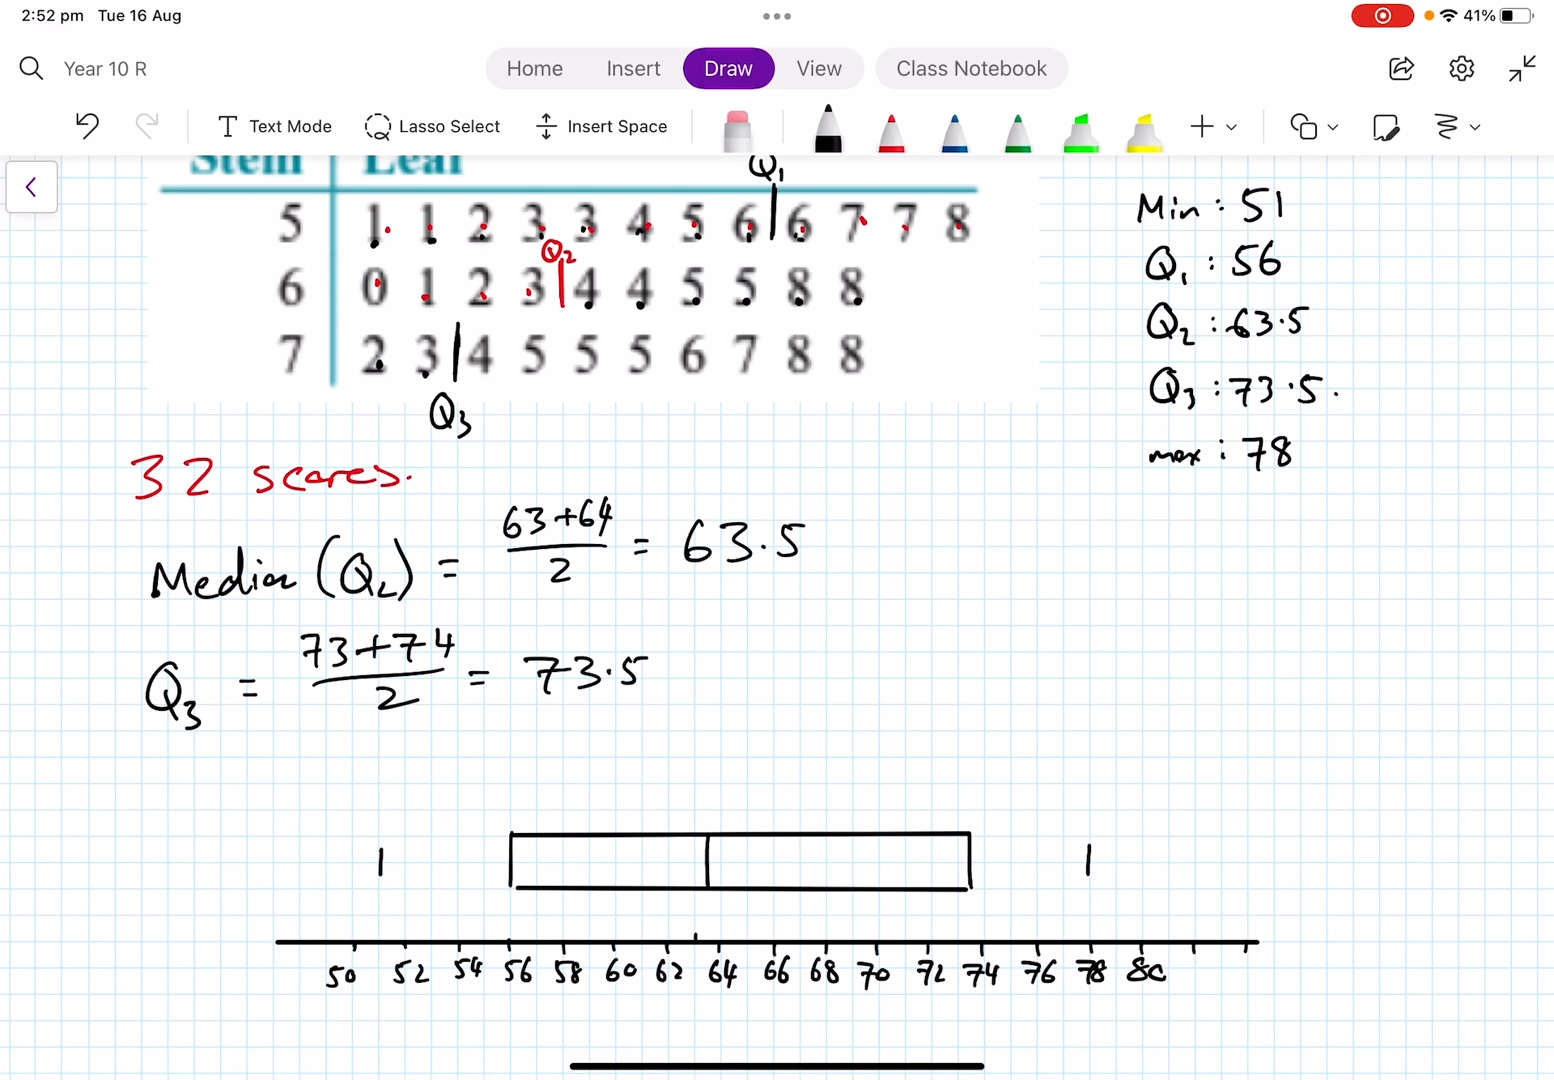 2:52 pm Tue 16 Aug
41%
Year 10 R
Home Insert Draw View Class Notebook
Text Mode Lasso Select Insert Space
Stem Leaf
Q1
5 1 1 2 3 3 4 5 6 6 7 7 8
Q2
6 0 1 2 3 4 4 5 5 8 8
7 2 3 4 5 5 5 6 7 8 8
Q3
Min : 51
Q1 : 56
Q2 : 63.5
Q3 : 73.5.
max : 78
32 scores.
Median (Q2) = 63+64/2 = 63.5
Q3 = 73+74/2 = 73.5
50 52 54 56 58 60 62 64 66 68 70 72 74 76 78 80